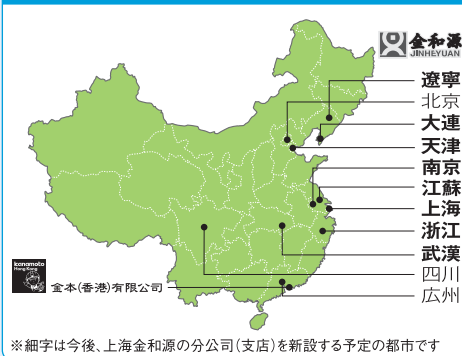 金和源
JINHEYUAN
遼寧
北京
大連
天津
南京
江蘇
上海
浙江
武漢
四川
広州
kanamoto
Hong Kong
金本(香港)有限公司
※細字は今後、上海金和源の分公司(支店)を新設する予定の都市です